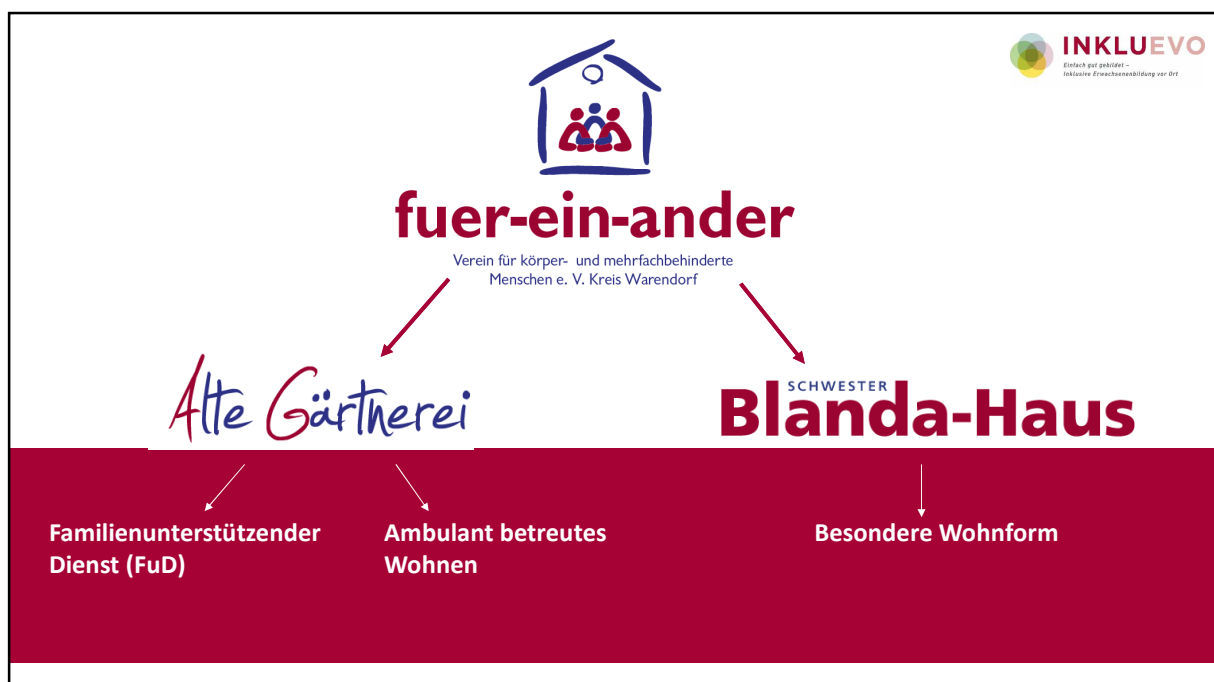 INKLUEVO
Einfach gut gebildet –
Inklusive Erwachsenenbildung vor Ort
fuer-ein-ander
Verein für körper- und mehrfachbehinderte
Menschen e. V. Kreis Warendorf
Alte Gärtnerei
SCHWESTER
Blanda-Haus
Familienunterstützender
Dienst (FuD)
Ambulant betreutes
Wohnen
Besondere Wohnform